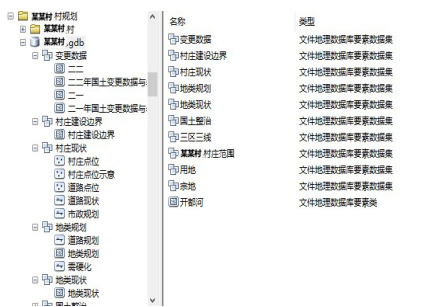 某某村 村规划
某某村 村
某某村 .gdb
变更数据
二二
二二年国土变更数据与
二一
二一年国土变更数据与
村庄建设边界
村庄建设边界
村庄现状
村庄点位
村庄点位示意
道路点位
道路现状
市政规划
地类规划
道路规划
地类规划
需硬化
地类现状
地类现状
国土整治
名称 类型
变更数据 文件地理数据库要素数据集
村庄建设边界 文件地理数据库要素数据集
村庄现状 文件地理数据库要素数据集
地类规划 文件地理数据库要素数据集
地类现状 文件地理数据库要素数据集
国土整治 文件地理数据库要素数据集
三区三线 文件地理数据库要素数据集
某某村 村庄范围 文件地理数据库要素数据集
用地 文件地理数据库要素数据集
宗地 文件地理数据库要素数据集
开都河 文件地理数据库要素类